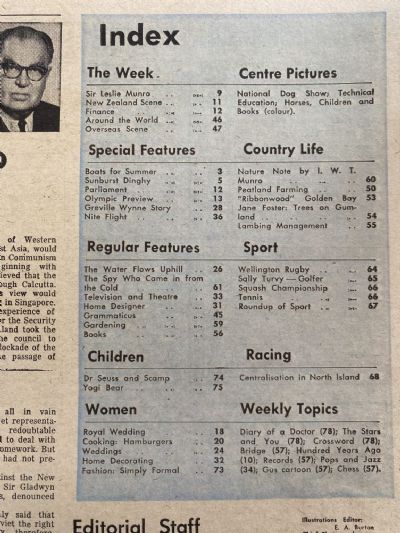 Index
The Week
Sir Leslie Munro .. 9
New Zealand Scene .. 11
Finance .. 12
Around the World .. 46
Overseas Scene .. 47
Centre Pictures
National Dog Show; Technical
Education; Horses, Children and
Books (colour).
Special Features
Boats for Summer .. 3
Sunburst Dinghy .. 5
Parliament .. 12
Olympic Preview .. 13
Greville Wynne Story .. 28
Nite Flight .. 36
Country Life
Nature Note by I. W. T.
Munro .. 60
Peatland Farming .. 50
"Ribbonwood" Golden Bay 53
Jane Foster: Trees on Gum-
land .. 54
Lambing Management .. 55
Regular Features
The Water Flows Uphill .. 26
The Spy Who Came in from
the Cold .. 61
Television and Theatre .. 33
Home Designer .. 31
Grammaticus .. 45
Gardening .. 59
Books .. 56
Sport
Wellington Rugby .. 64
Sally Turvy — Golfer .. 65
Squash Championship .. 66
Tennis .. 66
Roundup of Sport .. 67
Children
Dr Seuss and Scamp .. 74
Yogi Bear .. 75
Racing
Centralisation in North Island 68
Women
Royal Wedding .. 18
Cooking: Hamburgers .. 20
Weddings .. 24
Home Decorating .. 32
Fashion: Simply Formal .. 73
Weekly Topics
Diary of a Doctor (78); The Stars
and You (78); Crossword (78);
Bridge (57); Hundred Years Ago
(10); Records (57); Pops and Jazz
(34); Gus cartoon (57); Chess (57).
of Western
st Asia, would
n Communism
ginning with
lieved that the
ough Calcutta.
s view would
g in Singapore.
experience of
r the Security
land took the
he council to
lockade of the
e passage of
all in vain
et representa-
redoubtable
d to deal with
omework. But
had not pre-
inst the New
Sir Gladwyn
s, denounced
ly said that
viet the right
therefore,
Editorial Staff
Illustrations Editor:
E. A. Burton